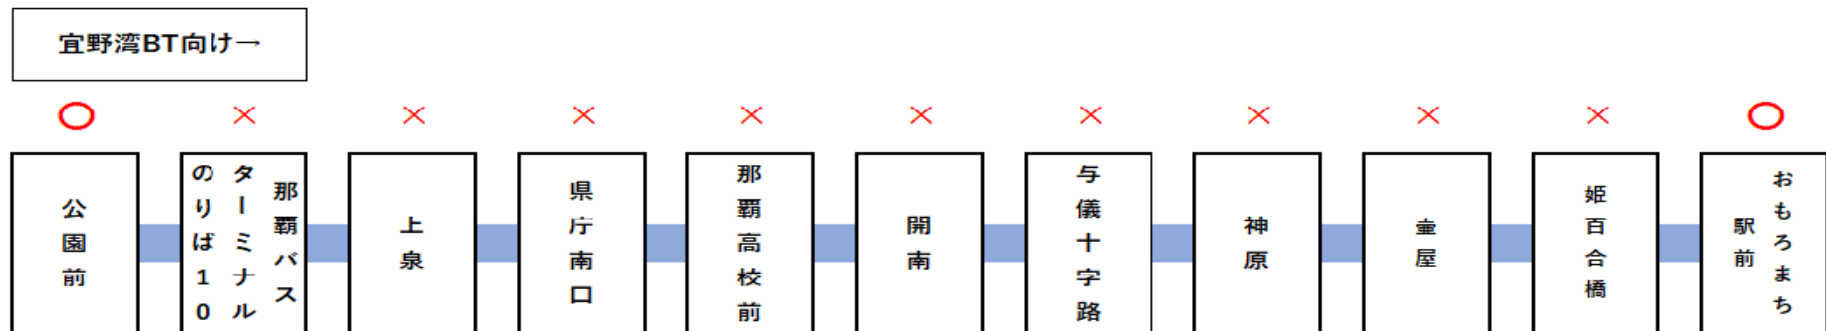 宜野湾BT向け→
○ × × × × × × × × × ○
公園前
那覇バス
ターミナル
のりば10
上泉
県庁南口
那覇高校前
開南
与儀十字路
神原
壷屋
姫百合橋
おもろまち
駅前